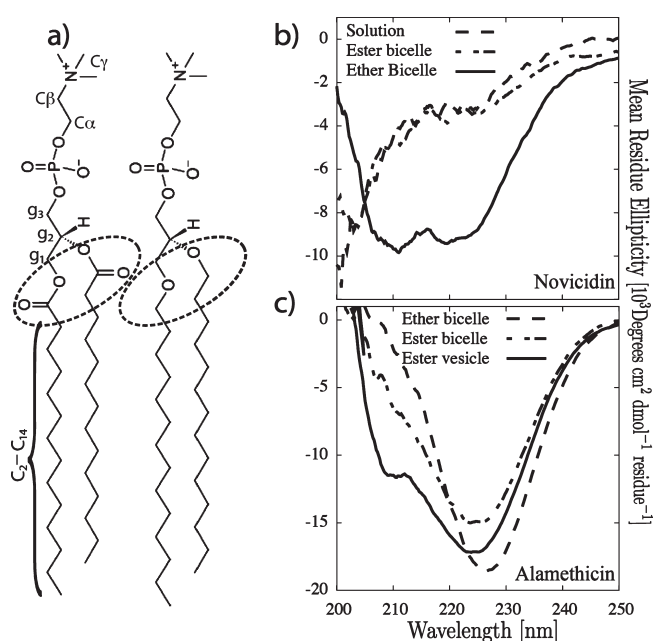 a)
Cγ
N+
Cβ
Cα
O
O=P-O-
O
g3
H
g2
g1
O
O
O
O
C2–C14
N+
O
O=P-O-
O
H
O
O
b)
Solution
Ester bicelle
Ether Bicelle
0
-2
-4
-6
-8
-10
Novicidin
c)
Ether bicelle
Ester bicelle
Ester vesicle
0
-5
-10
-15
-20
Alamethicin
200 210 220 230 240 250
Wavelength [nm]
Mean Residue Ellipticity [10³Degrees cm² dmol⁻¹ residue⁻¹]